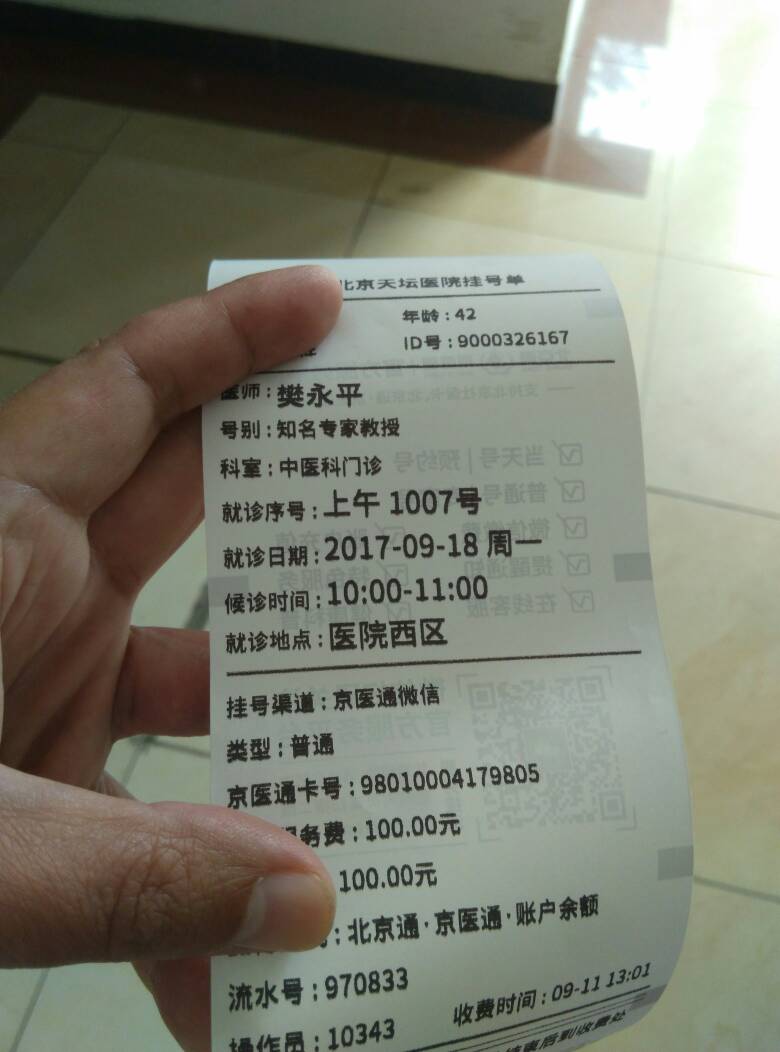 北京天坛医院挂号单
年龄：42
ID号：9000326167
医师：樊永平
号别：知名专家教授
科室：中医科门诊
就诊序号：上午 1007号
就诊日期：2017-09-18 周一
候诊时间：10:00-11:00
就诊地点：医院西区
挂号渠道：京医通微信
类型：普通
京医通卡号：98010004179805
务费：100.00元
100.00元
：北京通·京医通·账户余额
流水号：970833
收费时间：09-11 13:01
操作员：10343
后到收费处